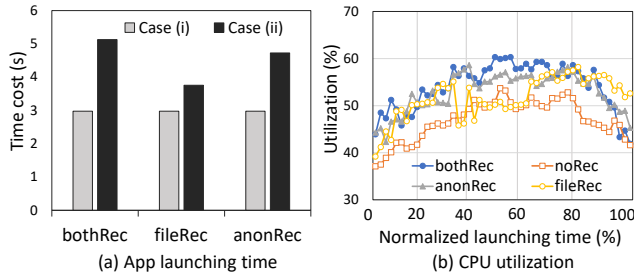 Time cost (s)
6
5
4
3
2
1
0
Case (i)
Case (ii)
bothRec
fileRec
anonRec
(a) App launching time
Utilization (%)
70
60
50
40
30
bothRec
noRec
anonRec
fileRec
0
20
40
60
80
100
Normalized launching time (%)
(b) CPU utilization